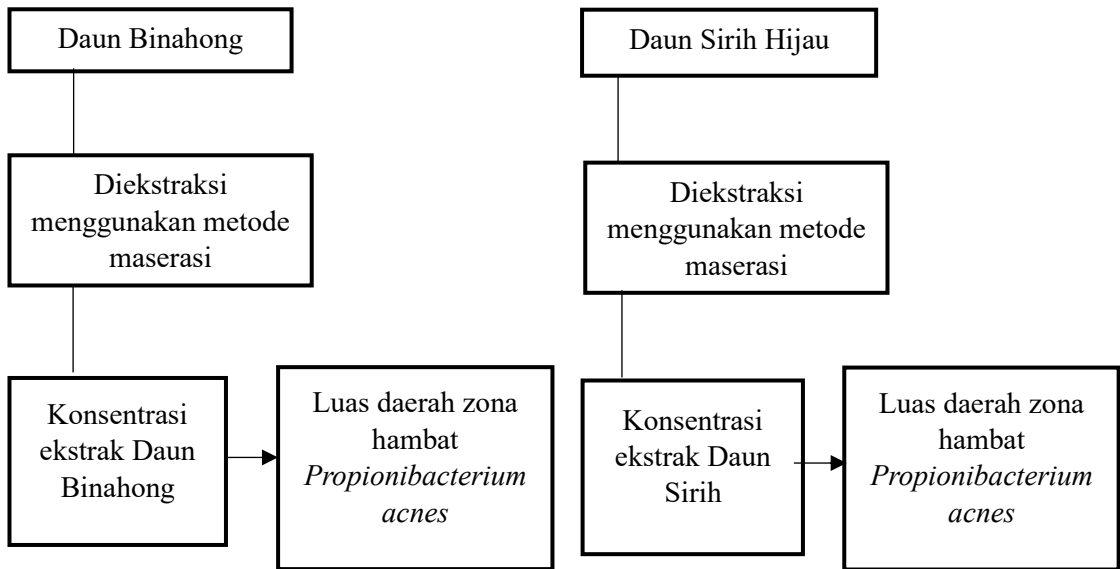 Daun Binahong
Diekstraksi
menggunakan metode
maserasi
Konsentrasi
ekstrak Daun
Binahong
Luas daerah zona
hambat
Propionibacterium
acnes
Daun Sirih Hijau
Diekstraksi
menggunakan metode
maserasi
Konsentrasi
ekstrak Daun
Sirih
Luas daerah zona
hambat
Propionibacterium
acnes